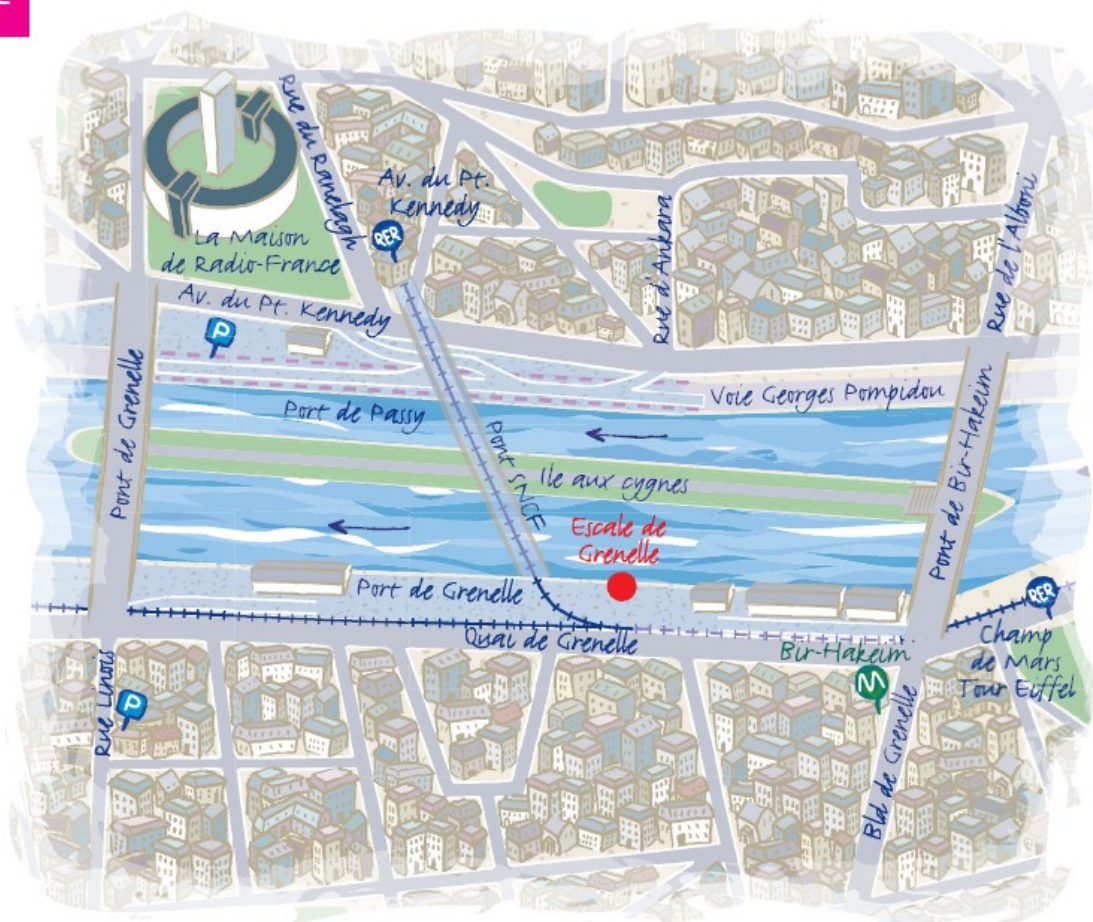 Rue du Ranelagh
Av. du Pt.
Kennedy
RER
La Maison
de Radio-France
Rue d'Ankara
Rue de l'Alboni
Av. du Pt. Kennedy
P
Voie Georges Pompidou
Port de Passy
Pont de Grenelle
Pont SNCF
Ile aux cygnes
Pont de Bir-Hakeim
Escale de
Grenelle
Port de Grenelle
RER
Quai de Grenelle
Bir-Hakeim
M
Champ
de Mars
Tour Eiffel
Rue Linois
P
Bld de Grenelle